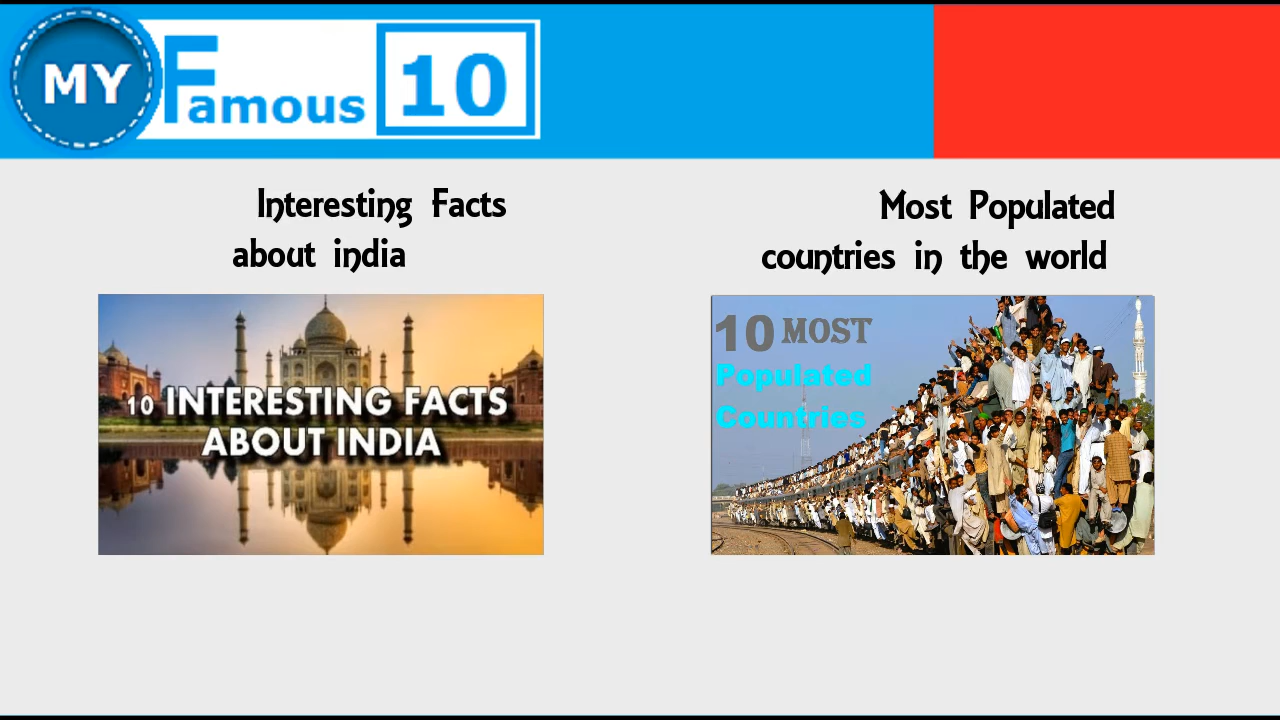 MY Famous 10
Interesting Facts
about india
Most Populated
countries in the world
10 INTERESTING FACTS
ABOUT INDIA
10 MOST
Populated
Countries